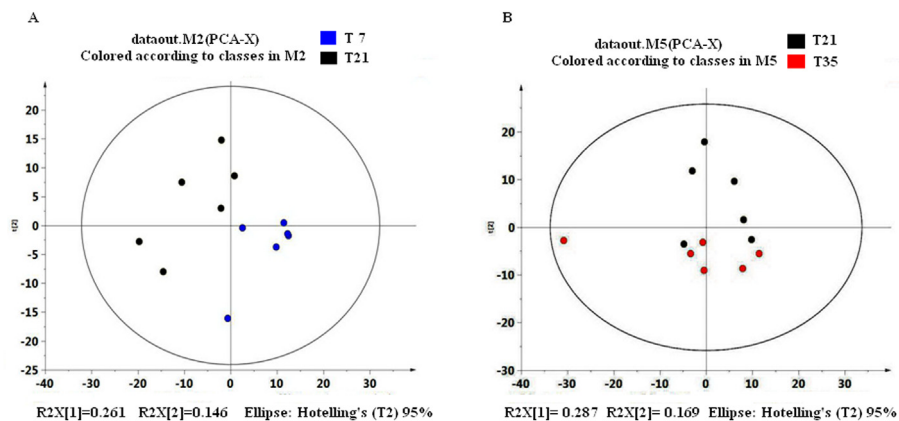 A
dataout.M2(PCA-X)
Colored according to classes in M2
T 7
T21
20
15
10
5
0
-5
-10
-15
-20
-25
t[2]
-40 -30 -20 -10 0 10 20 30
R2X[1]=0.261 R2X[2]=0.146 Ellipse: Hotelling's (T2) 95%
B
dataout.M5(PCA-X)
Colored according to classes in M5
T21
T35
20
10
0
-10
-20
-30
t[2]
-40 -30 -20 -10 0 10 20 30
R2X[1]= 0.287 R2X[2]= 0.169 Ellipse: Hotelling's (T2) 95%